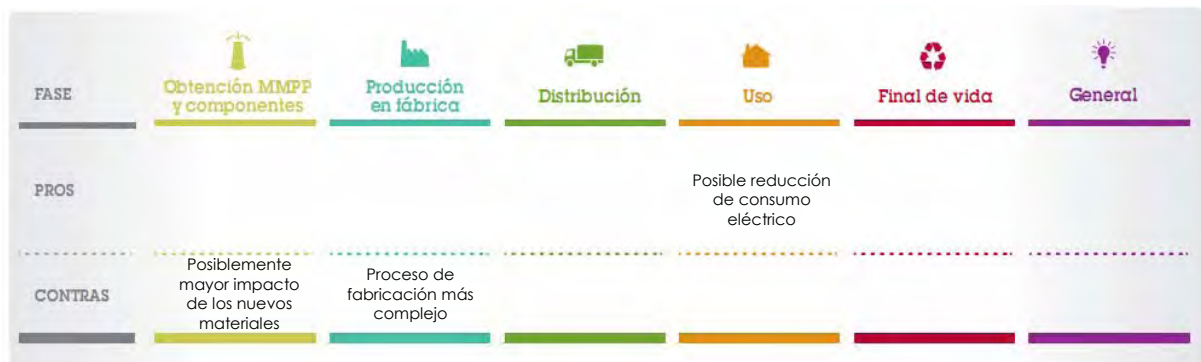 FASE
Obtención MMPP
y componentes
Producción
en fábrica
Distribución
Uso
Final de vida
General
PROS
Posible reducción
de consumo
eléctrico
CONTRAS
Posiblemente
mayor impacto
de los nuevos
materiales
Proceso de
fabricación más
complejo